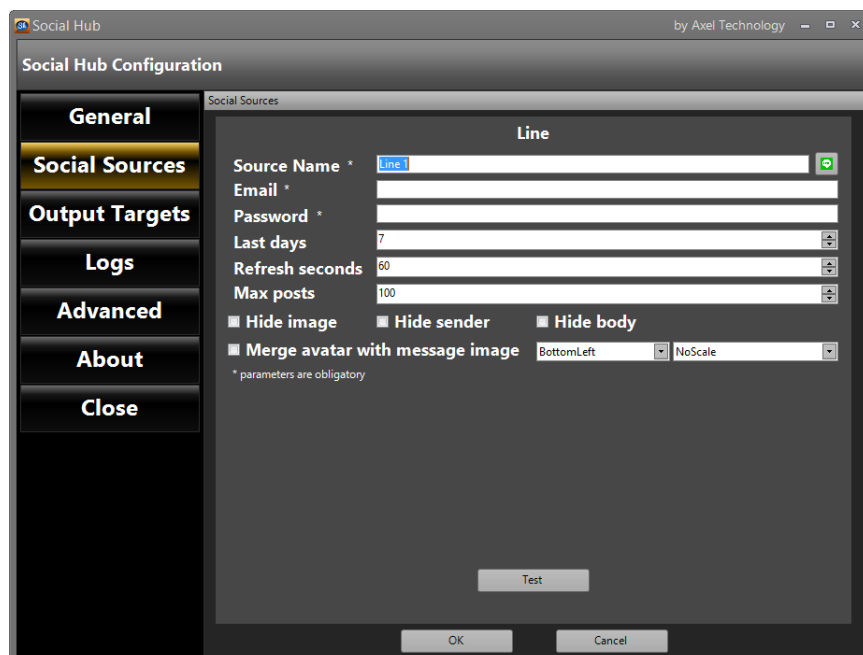 Social Hub
by Axel Technology
Social Hub Configuration
General
Social Sources
Output Targets
Logs
Advanced
About
Close
Social Sources
Line
Source Name * Line 1
Email *
Password *
Last days 7
Refresh seconds 60
Max posts 100
Hide image Hide sender Hide body
Merge avatar with message image BottomLeft NoScale
* parameters are obligatory
Test
OK Cancel